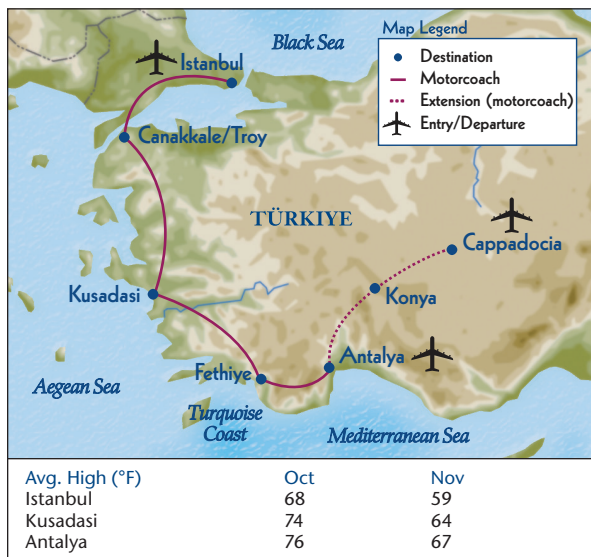 Black Sea
Map Legend
Destination
Motorcoach
Extension (motorcoach)
Entry/Departure
Istanbul
Canakkale/Troy
TÜRKIYE
Cappadocia
Kusadasi
Konya
Antalya
Fethiye
Aegean Sea
Turquoise
Coast
Mediterranean Sea
Avg. High (°F) Oct Nov
Istanbul 68 59
Kusadasi 74 64
Antalya 76 67